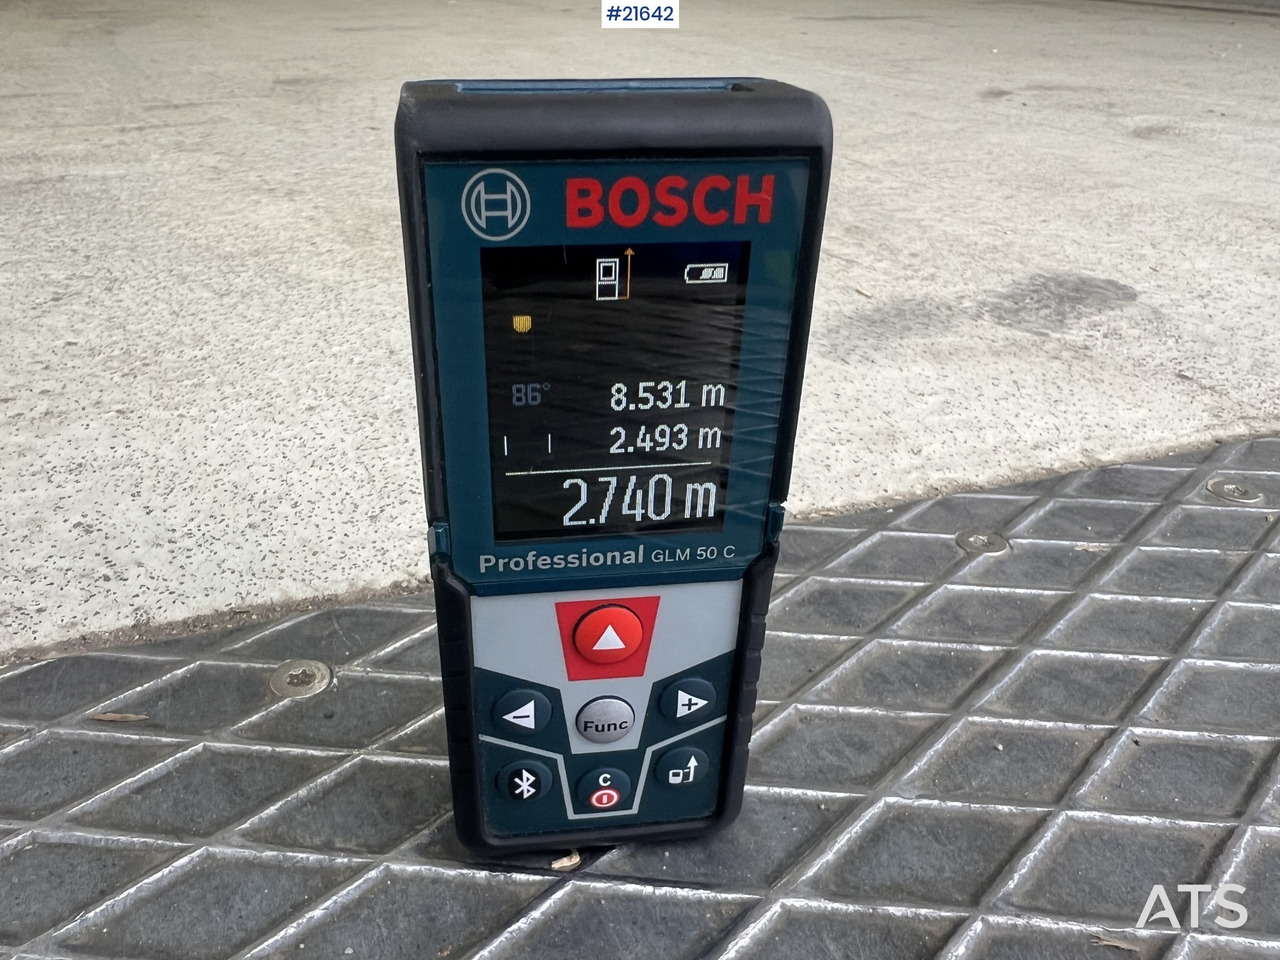 #21642
BOSCH
86° 8.531 m
2.493 m
2.740 m
Professional GLM 50 C
Func
C
ATS